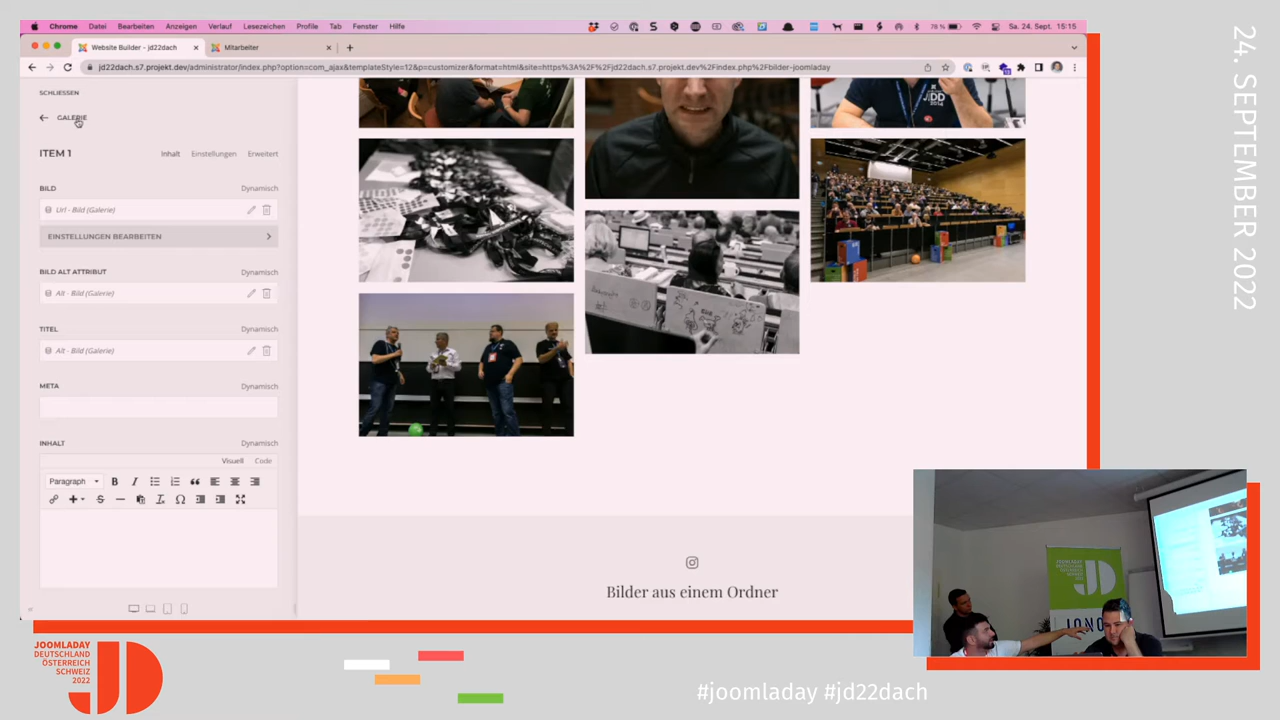 Chrome Datei Bearbeiten Anzeigen Verlauf Lesezeichen Profile Tab Fenster Hilfe
78 % Sa. 24. Sept. 15:15
Website Builder - jd22dach
Mitarbeiter
jd22dach.s7.projekt.dev/administrator/index.php?option=com_ajax&templateStyle=12&p=customizer&format=html&site=https%3A%2F%2Fjd22dach.s7.projekt.dev%2Findex.php%2Fbilder-joomladay
SCHLIESSEN
GALERIE
ITEM 1
Inhalt Einstellungen Erweitert
BILD Dynamisch
Url - Bild (Galerie)
EINSTELLUNGEN BEARBEITEN
BILD ALT ATTRIBUT Dynamisch
Alt - Bild (Galerie)
TITEL Dynamisch
Alt - Bild (Galerie)
META Dynamisch
INHALT Dynamisch
Visuell Code
Paragraph
Bilder aus einem Ordner
24. SEPTEMBER 2022
JD
JOOMLADAY
DEUTSCHLAND
ÖSTERREICH
SCHWEIZ
2022
#joomladay #jd22dach